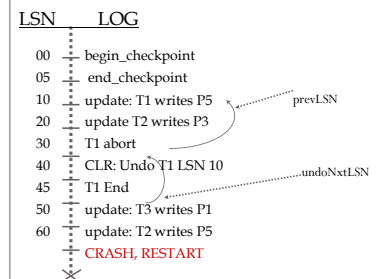 LSN LOG
00 begin_checkpoint
05 end_checkpoint
10 update: T1 writes P5
prevLSN
20 update T2 writes P3
30 T1 abort
40 CLR: Undo T1 LSN 10
undoNxtLSN
45 T1 End
50 update: T3 writes P1
60 update: T2 writes P5
CRASH, RESTART